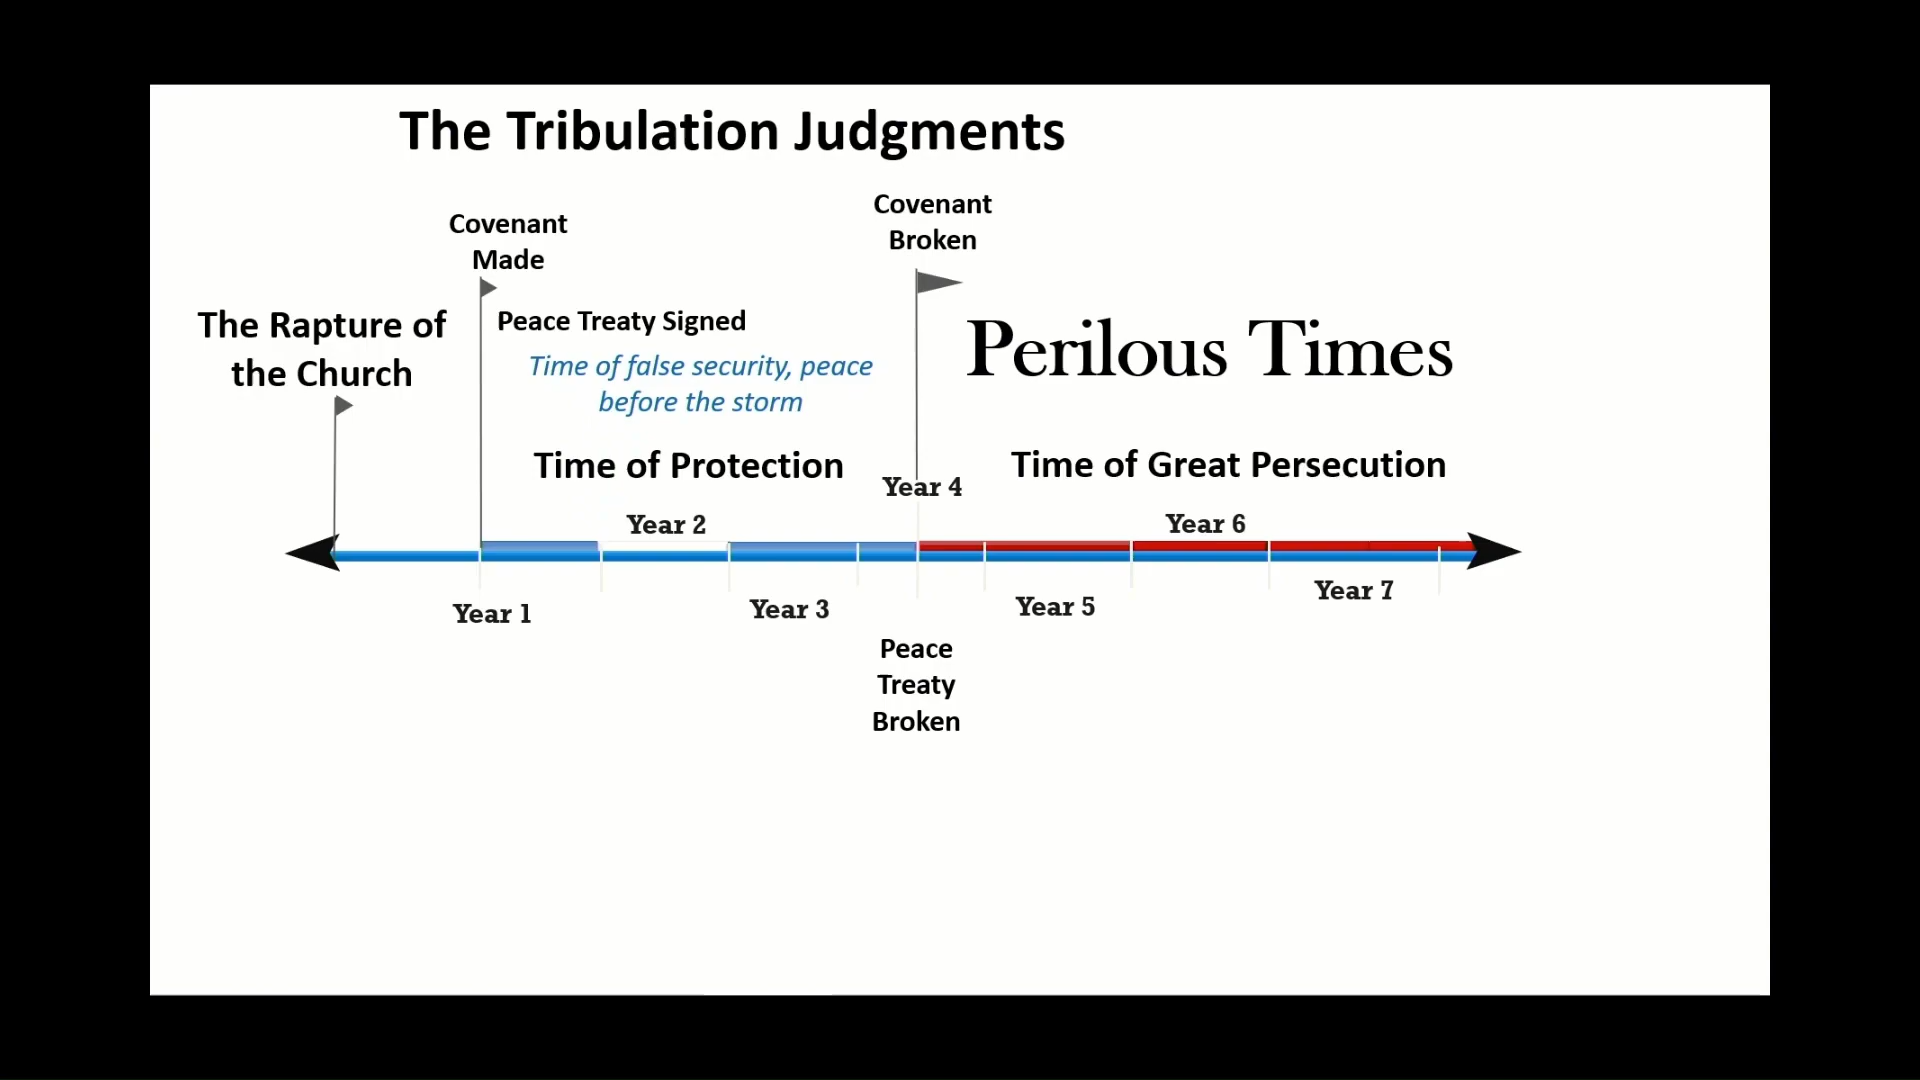 The Tribulation Judgments
Covenant
Made
Covenant
Broken
The Rapture of
the Church
Peace Treaty Signed
Time of false security, peace
before the storm
Perilous Times
Time of Protection
Time of Great Persecution
Year 4
Year 2
Year 6
Year 1
Year 3
Year 5
Year 7
Peace
Treaty
Broken